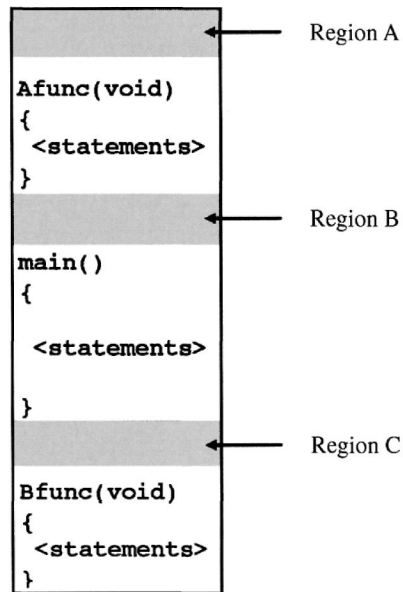 Region A
Afunc(void)
{
<statements>
}
Region B
main()
{
<statements>
}
Region C
Bfunc(void)
{
<statements>
}